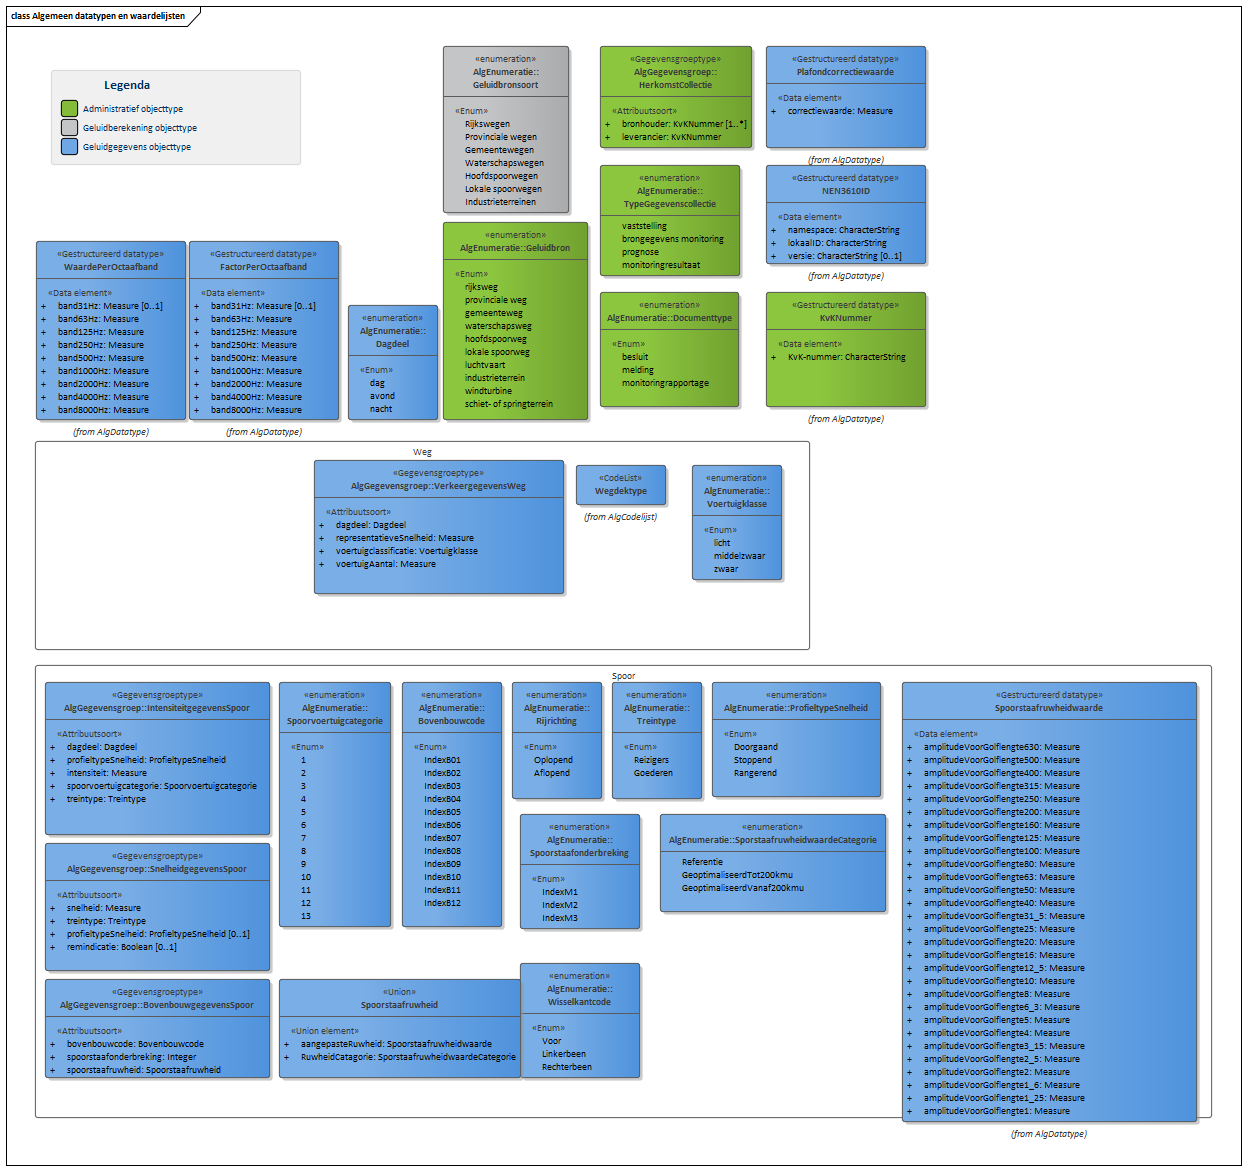 class Algemeen datatypen en waardelijsten
Legenda
Administratief objecttype
Geluidberekening objecttype
Geluidgegevens objecttype
«enumeration»
AlgEnumeratie::
Geluidbronsoort
«Enum»
Rijkswegen
Provinciale wegen
Gemeentewegen
Waterschapswegen
Hoofdspoorwegen
Lokale spoorwegen
Industrieterreinen
«Gegevensgroeptype»
AlgGegevensgroep::
HerkomstCollectie
«Attribuutsoort»
+ bronhouder: KvKNummer [1..*]
+ leverancier: KvKNummer
«Gestructureerd datatype»
Plafondcorrectiewaarde
«Data element»
+ correctiewaarde: Measure
(from AlgDatatype)
«enumeration»
AlgEnumeratie::
TypeGegevenscollectie
vaststelling
brongegevens monitoring
prognose
monitoringresultaat
«Gestructureerd datatype»
NEN3610ID
«Data element»
+ namespace: CharacterString
+ lokaalID: CharacterString
+ versie: CharacterString [0..1]
(from AlgDatatype)
«Gestructureerd datatype»
WaardePerOctaafband
«Data element»
+ band31Hz: Measure [0..1]
+ band63Hz: Measure
+ band125Hz: Measure
+ band250Hz: Measure
+ band500Hz: Measure
+ band1000Hz: Measure
+ band2000Hz: Measure
+ band4000Hz: Measure
+ band8000Hz: Measure
(from AlgDatatype)
«Gestructureerd datatype»
FactorPerOctaafband
«Data element»
+ band31Hz: Measure [0..1]
+ band63Hz: Measure
+ band125Hz: Measure
+ band250Hz: Measure
+ band500Hz: Measure
+ band1000Hz: Measure
+ band2000Hz: Measure
+ band4000Hz: Measure
+ band8000Hz: Measure
(from AlgDatatype)
«enumeration»
AlgEnumeratie::
Dagdeel
«Enum»
dag
avond
nacht
«enumeration»
AlgEnumeratie::Geluidbron
«Enum»
rijksweg
provinciale weg
gemeenteweg
waterschapsweg
hoofdspoorweg
lokale spoorweg
luchtvaart
industrieterrein
windturbine
schiet- of springterrein
«enumeration»
AlgEnumeratie::Documenttype
«Enum»
besluit
melding
monitoringrapportage
«Gestructureerd datatype»
KvKNummer
«Data element»
+ KvK-nummer: CharacterString
(from AlgDatatype)
Weg
«Gegevensgroeptype»
AlgGegevensgroep::VerkeergegevensWeg
«Attribuutsoort»
+ dagdeel: Dagdeel
+ representatieveSnelheid: Measure
+ voertuigclassificatie: Voertuigklasse
+ voertuigAantal: Measure
«CodeList»
Wegdektype
(from AlgCodelijst)
«enumeration»
AlgEnumeratie::
Voertuigklasse
«Enum»
licht
middelzwaar
zwaar
Spoor
«Gegevensgroeptype»
AlgGegevensgroep::IntensiteitgegevensSpoor
«Attribuutsoort»
+ dagdeel: Dagdeel
+ profieltypeSnelheid: ProfieltypeSnelheid
+ intensiteit: Measure
+ spoorvoertuigcategorie: Spoorvoertuigcategorie
+ treintype: Treintype
«Gegevensgroeptype»
AlgGegevensgroep::SnelheidgegevensSpoor
«Attribuutsoort»
+ snelheid: Measure
+ treintype: Treintype
+ profieltypeSnelheid: ProfieltypeSnelheid [0..1]
+ remindicatie: Boolean [0..1]
«Gegevensgroeptype»
AlgGegevensgroep::BovenbouwgegevensSpoor
«Attribuutsoort»
+ bovenbouwcode: Bovenbouwcode
+ spoorstaafonderbreking: Integer
+ spoorstaafruwheid: Spoorstaafruwheid
«enumeration»
AlgEnumeratie::
Spoorvoertuigcategorie
«Enum»
1
2
3
4
5
6
7
8
9
10
11
12
13
«enumeration»
AlgEnumeratie::
Bovenbouwcode
«Enum»
IndexB01
IndexB02
IndexB03
IndexB04
IndexB05
IndexB06
IndexB07
IndexB08
IndexB09
IndexB10
IndexB11
IndexB12
«enumeration»
AlgEnumeratie::
Rijrichting
«Enum»
Oplopend
Aflopend
«enumeration»
AlgEnumeratie::
Treintype
«Enum»
Reizigers
Goederen
«enumeration»
AlgEnumeratie::ProfieltypeSnelheid
«Enum»
Doorgaand
Stoppend
Rangerend
«enumeration»
AlgEnumeratie::
Spoorstaafonderbreking
«Enum»
IndexM1
IndexM2
IndexM3
«enumeration»
AlgEnumeratie::SporstaafruwheidwaardeCategorie
Referentie
GeoptimaliseerdTot200kmu
GeoptimaliseerdVanaf200kmu
«Union»
Spoorstaafruwheid
«Union element»
+ aangepasteRuwheid: Spoorstaafruwheidwaarde
+ RuwheidCatagorie: SporstaafruwheidwaardeCategorie
«enumeration»
AlgEnumeratie::
Wisselkantcode
«Enum»
Voor
Linkerbeen
Rechterbeen
«Gestructureerd datatype»
Spoorstaafruwheidwaarde
«Data element»
+ amplitudeVoorGolflengte630: Measure
+ amplitudeVoorGolflengte500: Measure
+ amplitudeVoorGolflengte400: Measure
+ amplitudeVoorGolflengte315: Measure
+ amplitudeVoorGolflengte250: Measure
+ amplitudeVoorGolflengte200: Measure
+ amplitudeVoorGolflengte160: Measure
+ amplitudeVoorGolflengte125: Measure
+ amplitudeVoorGolflengte100: Measure
+ amplitudeVoorGolflengte80: Measure
+ amplitudeVoorGolflengte63: Measure
+ amplitudeVoorGolflengte50: Measure
+ amplitudeVoorGolflengte40: Measure
+ amplitudeVoorGolflengte31_5: Measure
+ amplitudeVoorGolflengte25: Measure
+ amplitudeVoorGolflengte20: Measure
+ amplitudeVoorGolflengte16: Measure
+ amplitudeVoorGolflengte12_5: Measure
+ amplitudeVoorGolflengte10: Measure
+ amplitudeVoorGolflengte8: Measure
+ amplitudeVoorGolflengte6_3: Measure
+ amplitudeVoorGolflengte5: Measure
+ amplitudeVoorGolflengte4: Measure
+ amplitudeVoorGolflengte3_15: Measure
+ amplitudeVoorGolflengte2_5: Measure
+ amplitudeVoorGolflengte2: Measure
+ amplitudeVoorGolflengte1_6: Measure
+ amplitudeVoorGolflengte1_25: Measure
+ amplitudeVoorGolflengte1: Measure
(from AlgDatatype)